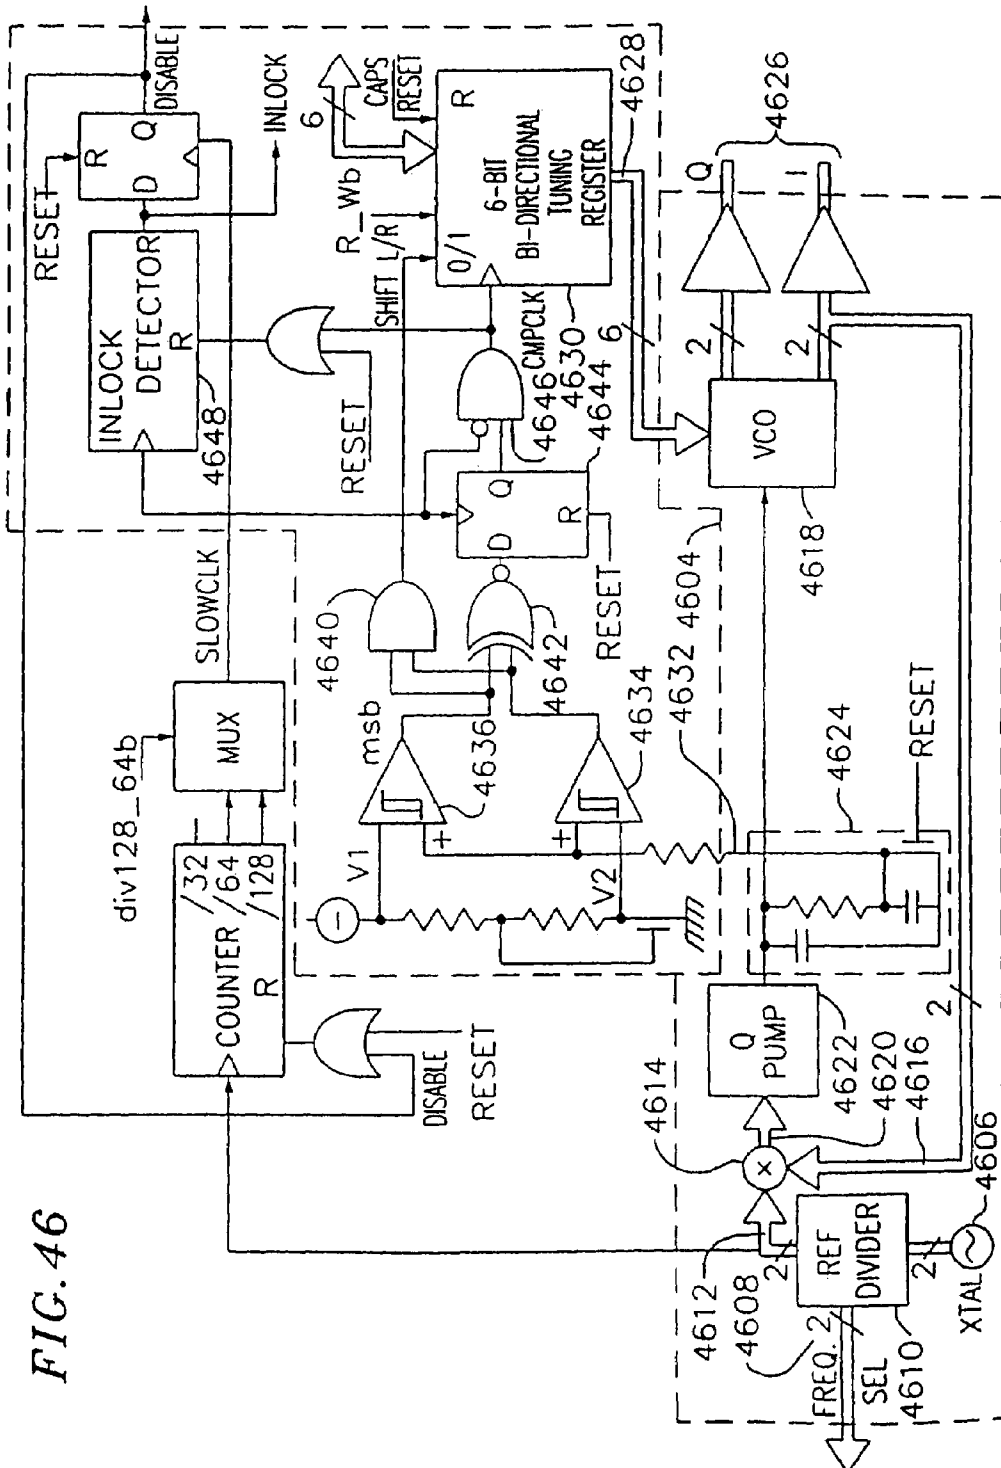 FIG. 46
DISABLE
RESET
R
D
Q
INLOCK
INLOCK
DETECTOR
R
4648
RESET
SLOWCLK
div128_64b
MUX
/32
/64
/128
COUNTER
R
DISABLE
RESET
6
CAPS
RESET
R_Wb
SHIFT L/R
0/1
R
6-BIT
BI-DIRECTIONAL
TUNING
REGISTER
4628
CMPCLK
4630
4646
4644
D
Q
R
RESET
4640
4642
msb
4636
4634
4632
4604
V1
V2
+
+
6
VCO
4618
2
2
Q
I
4626
4624
RESET
Q
PUMP
4622
4620
4616
4614
x
2
4612
4608
2
2
REF
DIVIDER
2
FREQ.
SEL
4610
XTAL
4606